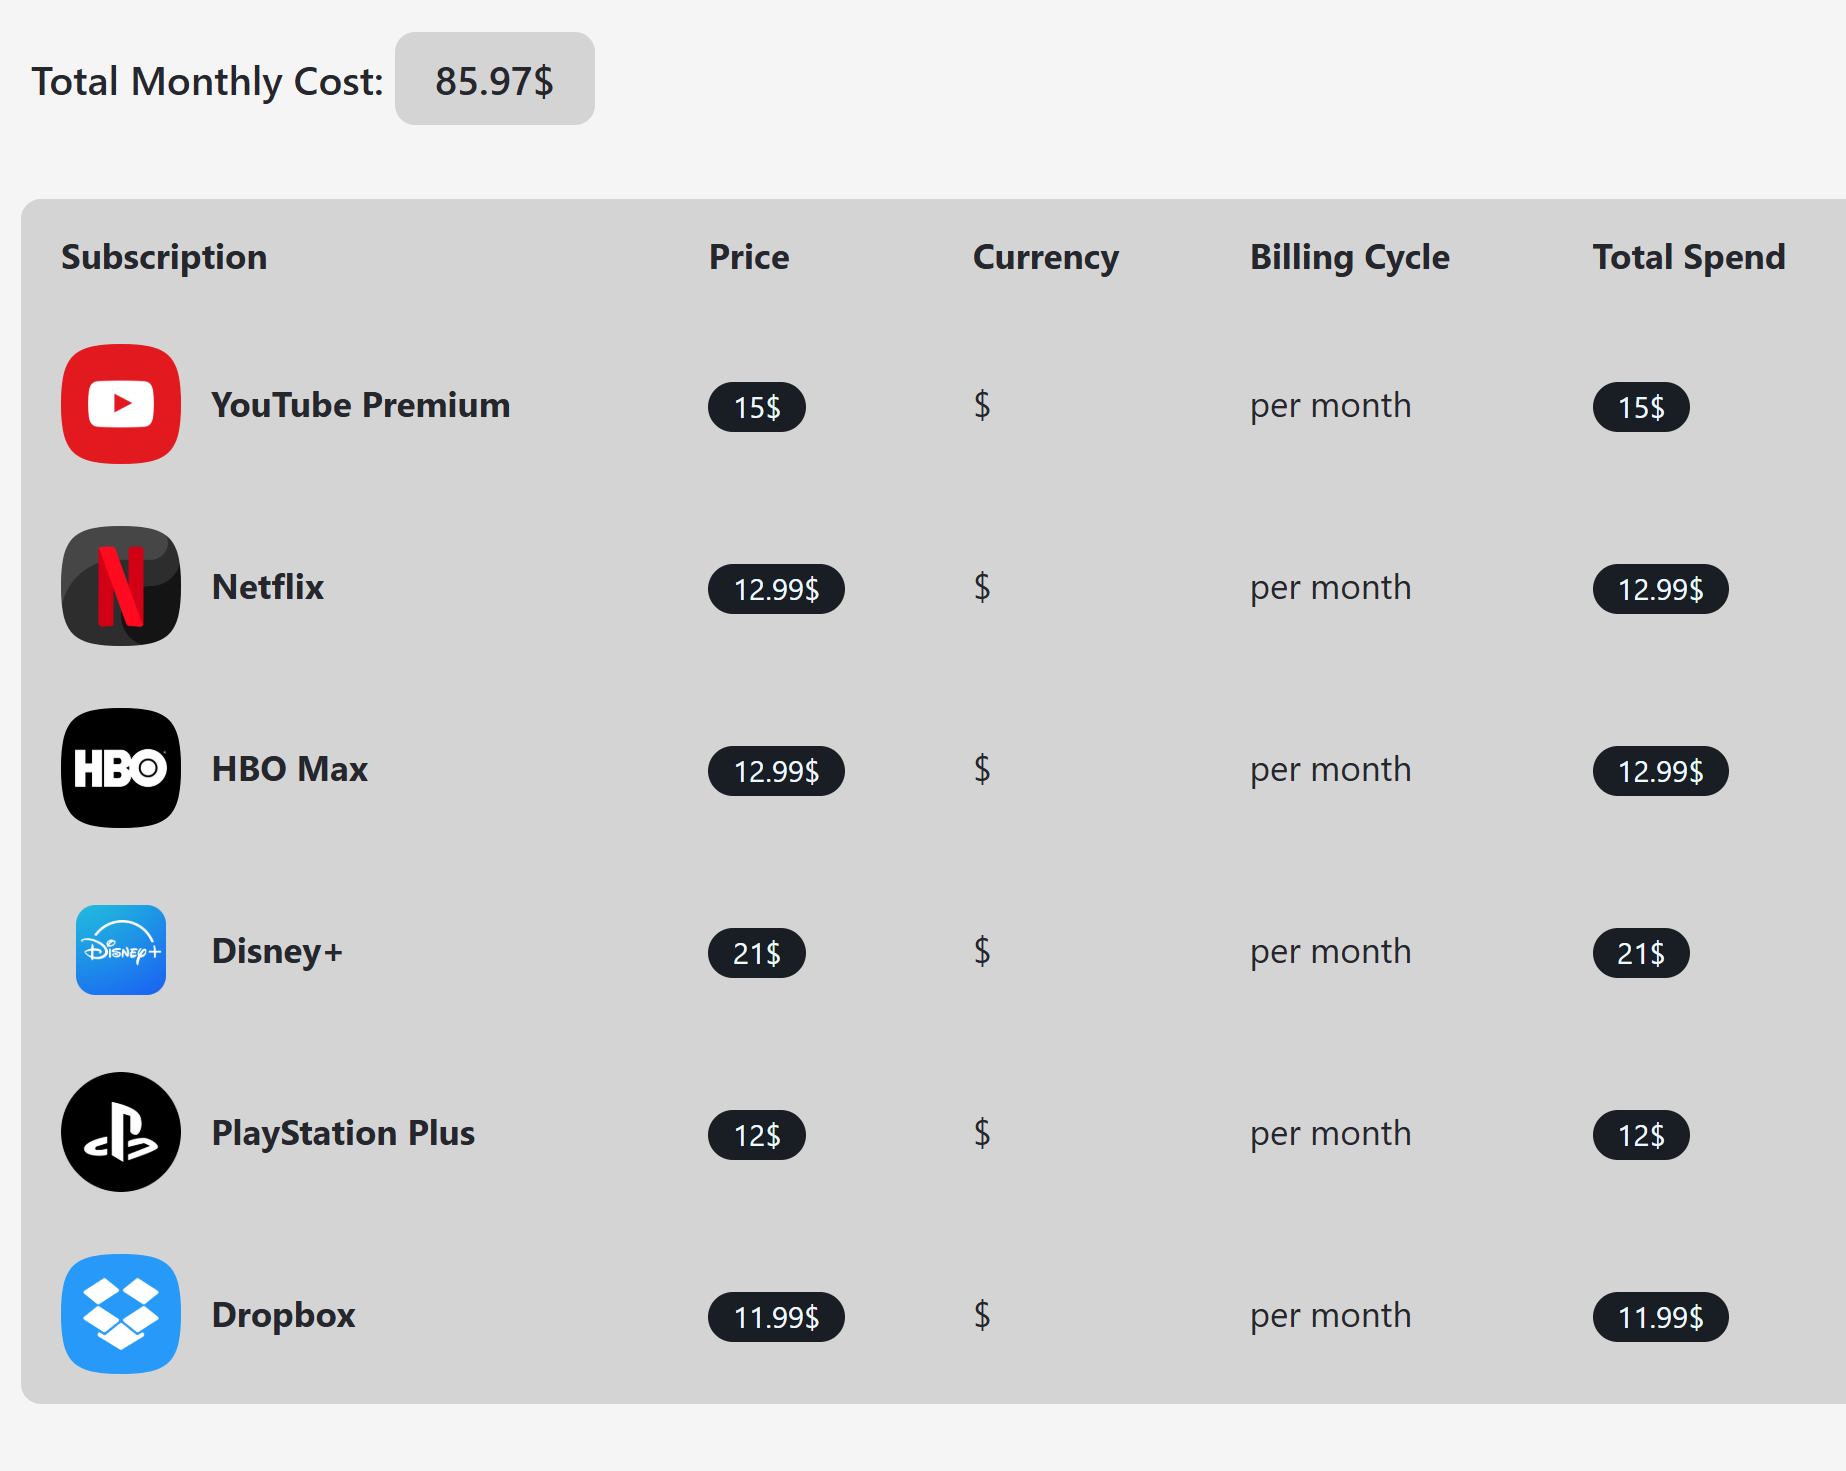 Total Monthly Cost: 85.97$
Subscription Price Currency Billing Cycle Total Spend
YouTube Premium 15$ $ per month 15$
N Netflix 12.99$ $ per month 12.99$
HBO HBO Max 12.99$ $ per month 12.99$
Disney+ Disney+ 21$ $ per month 21$
PlayStation Plus 12$ $ per month 12$
Dropbox 11.99$ $ per month 11.99$